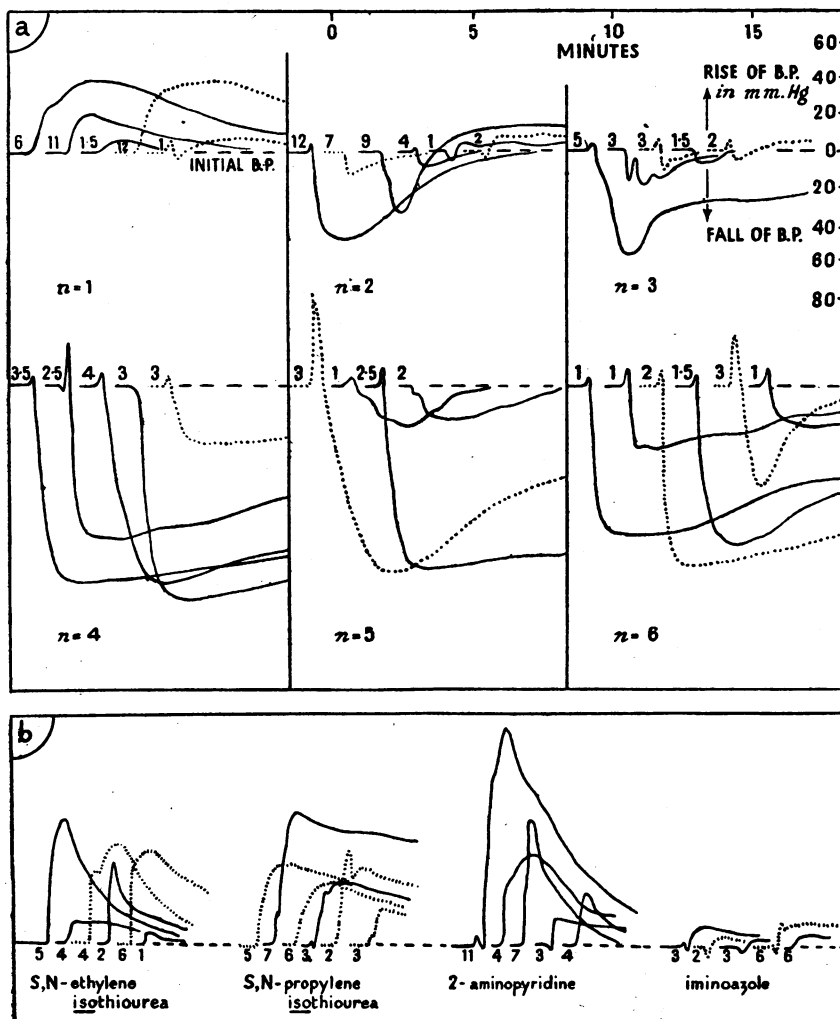 a
0 5 10 15
MINUTES
60
40
20
0
20
40
60
80
RISE OF B.P.
in mm.Hg
FALL OF B.P.
6 11 1·5 12 1
INITIAL B.P.
12 7 9 4 1 2
5 3 3 1·5 2
n=1
n=2
n=3
3·5 2·5 4 3 3
3 1 2·5 2
1 1 2 1·5 3 1
n=4
n=5
n=6
b
5 4 4 2 6 1
5 7 6 3 2 3
11 4 7 3 4
3 2 3 6 6
S,N-ethylene
isothiourea
S,N-propylene
isothiourea
2-aminopyridine
iminoazole